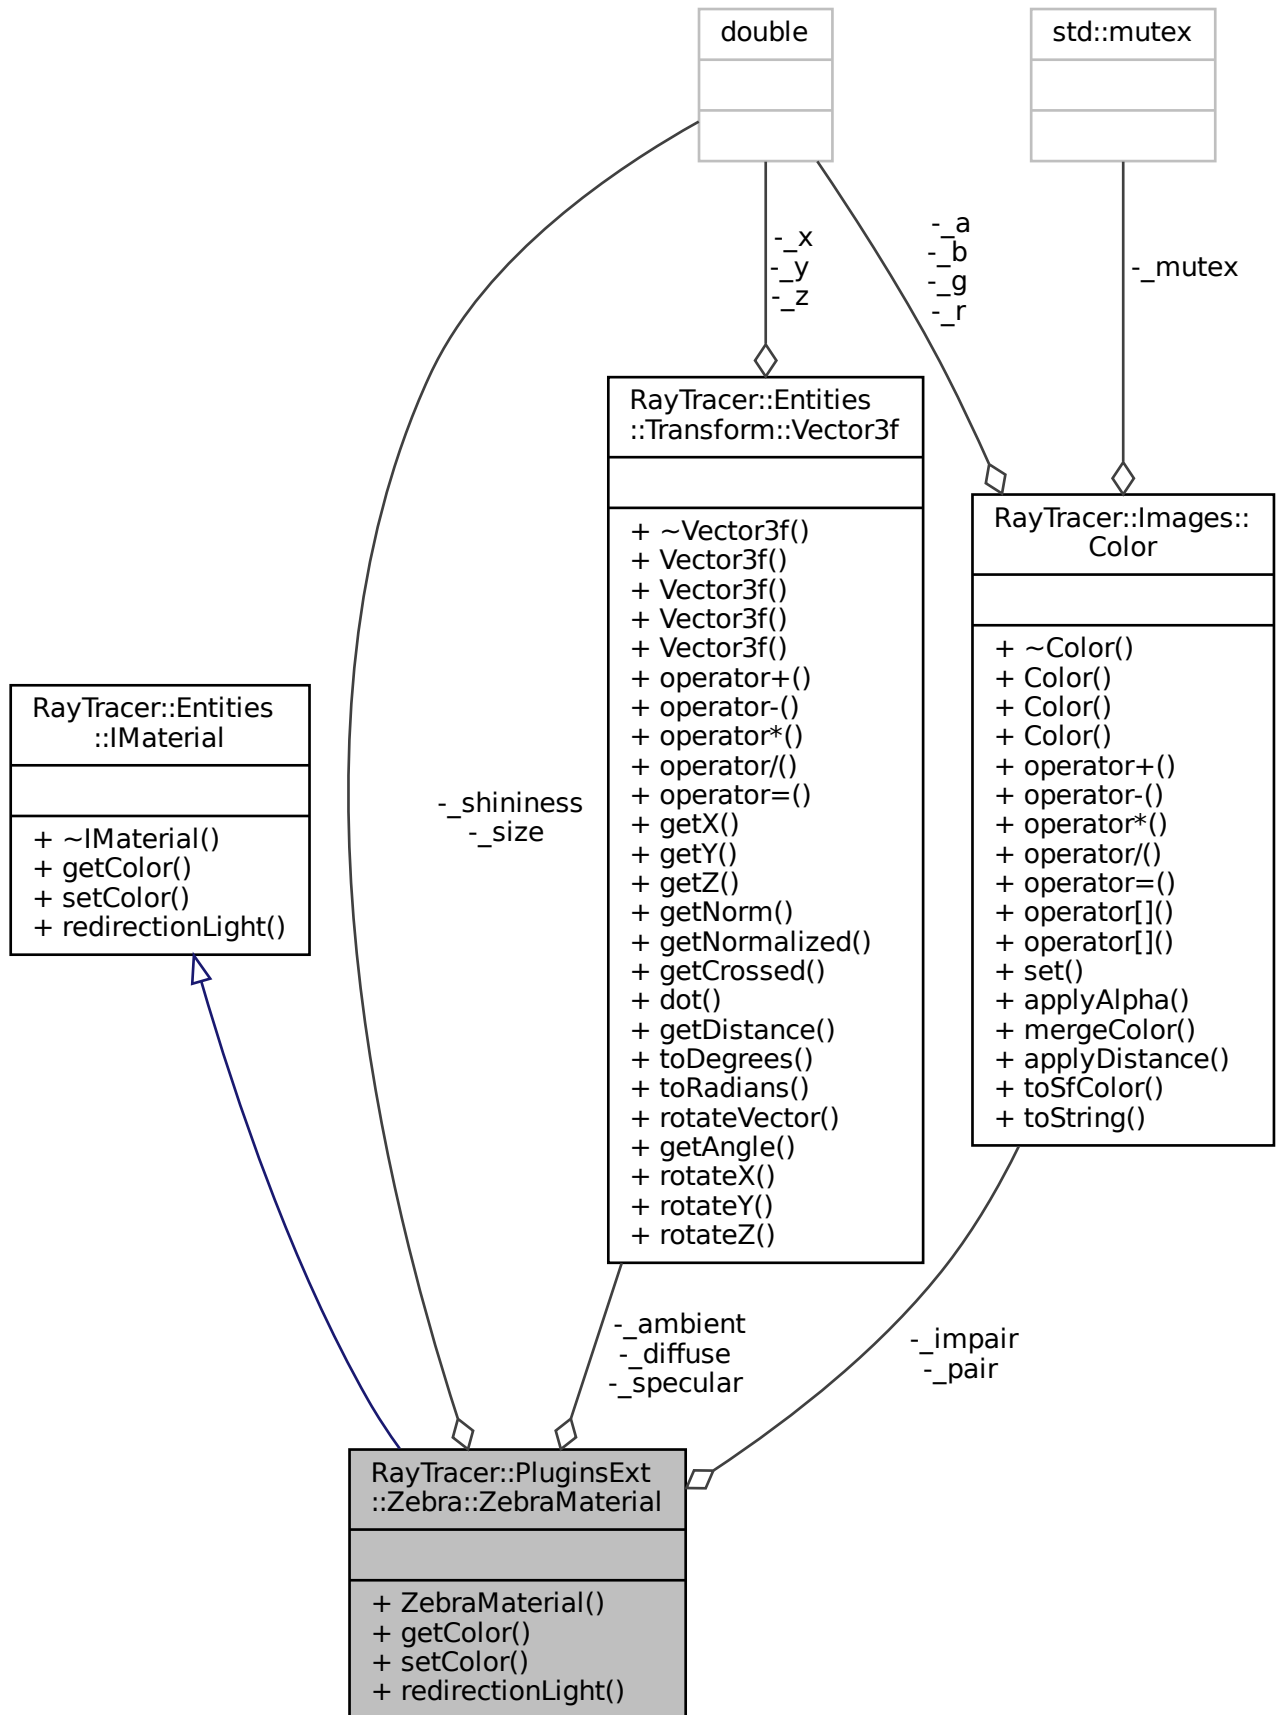 double
std::mutex
-_x
-_y
-_z
-_a
-_b
-_g
-_r
-_mutex
RayTracer::Entities
::Transform::Vector3f
+ ~Vector3f()
+ Vector3f()
+ Vector3f()
+ Vector3f()
+ Vector3f()
+ operator+()
+ operator-()
+ operator*()
+ operator/()
+ operator=()
+ getX()
+ getY()
+ getZ()
+ getNorm()
+ getNormalized()
+ getCrossed()
+ dot()
+ getDistance()
+ toDegrees()
+ toRadians()
+ rotateVector()
+ getAngle()
+ rotateX()
+ rotateY()
+ rotateZ()
RayTracer::Images::
Color
+ ~Color()
+ Color()
+ Color()
+ Color()
+ operator+()
+ operator-()
+ operator*()
+ operator/()
+ operator=()
+ operator[]()
+ operator[]()
+ set()
+ applyAlpha()
+ mergeColor()
+ applyDistance()
+ toSfColor()
+ toString()
RayTracer::Entities
::IMaterial
+ ~IMaterial()
+ getColor()
+ setColor()
+ redirectionLight()
-_shininess
-_size
-_ambient
-_diffuse
-_specular
-_impair
-_pair
RayTracer::PluginsExt
::Zebra::ZebraMaterial
+ ZebraMaterial()
+ getColor()
+ setColor()
+ redirectionLight()